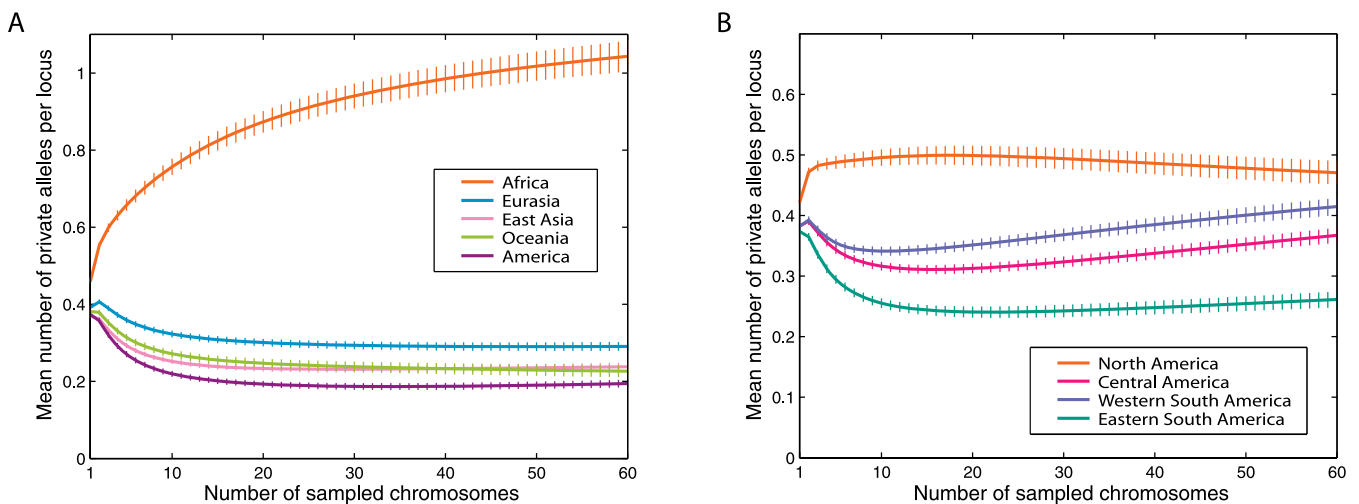 A
Mean number of private alleles per locus
1
0.8
0.6
0.4
0.2
0
Africa
Eurasia
East Asia
Oceania
America
1 10 20 30 40 50 60
Number of sampled chromosomes
B
Mean number of private alleles per locus
0.6
0.5
0.4
0.3
0.2
0.1
0
North America
Central America
Western South America
Eastern South America
1 10 20 30 40 50 60
Number of sampled chromosomes